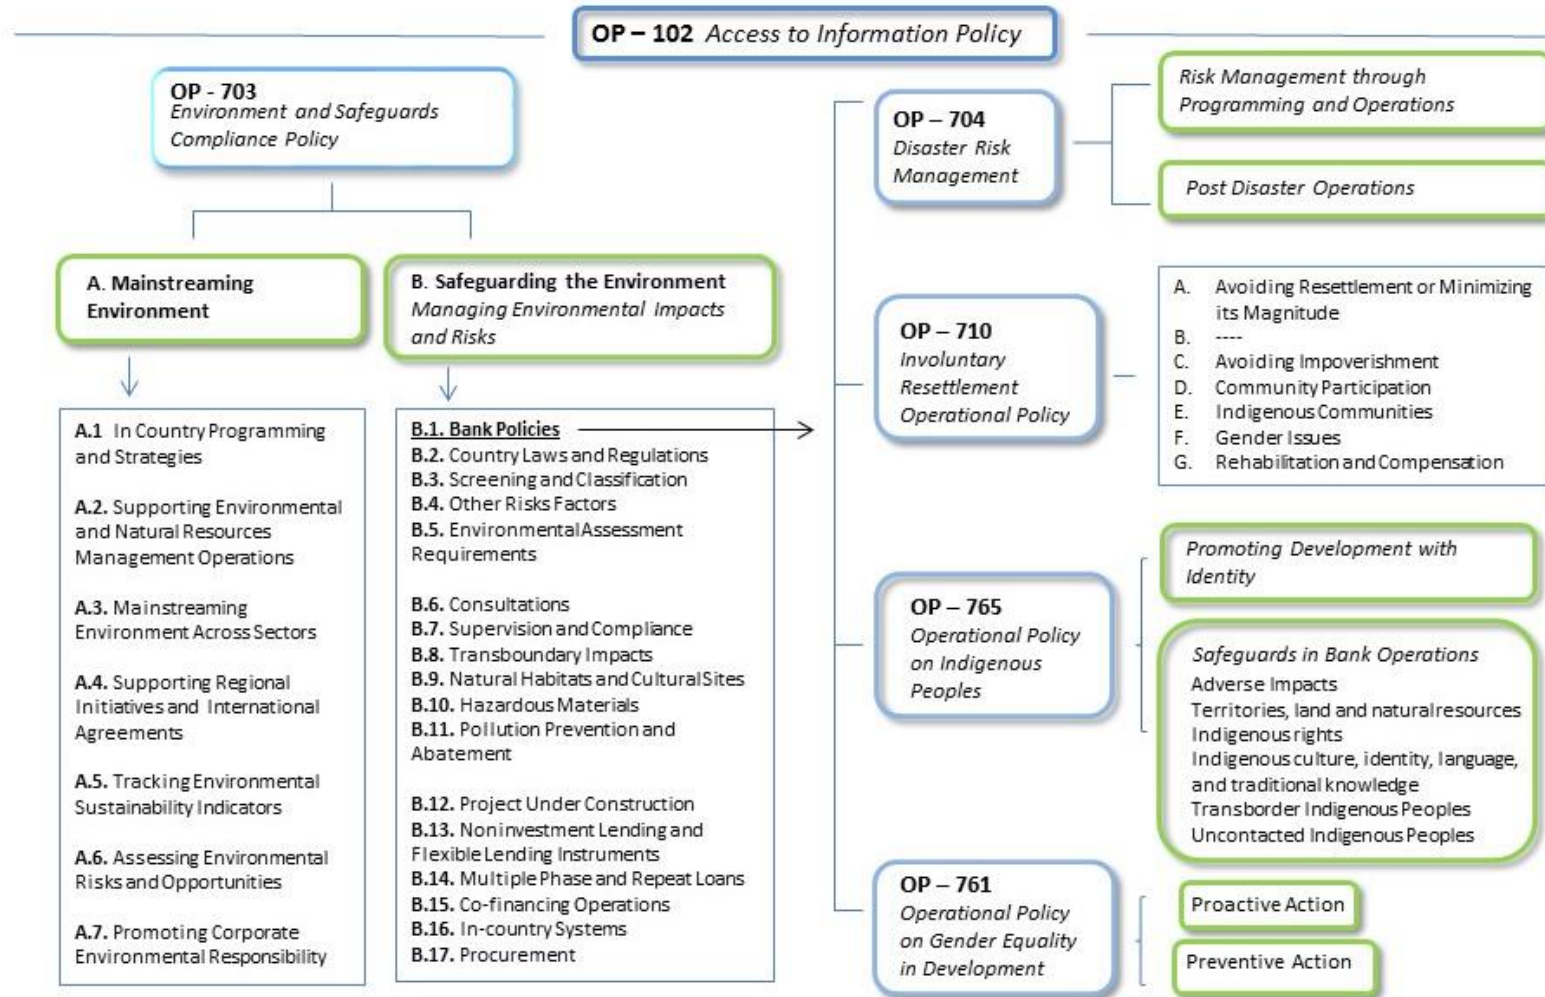 OP – 102 Access to Information Policy
OP - 703
Environment and Safeguards
Compliance Policy
A. Mainstreaming
Environment
A.1 In Country Programming
and Strategies
A.2. Supporting Environmental
and Natural Resources
Management Operations
A.3. Mainstreaming
Environment Across Sectors
A.4. Supporting Regional
Initiatives and International
Agreements
A.5. Tracking Environmental
Sustainability Indicators
A.6. Assessing Environmental
Risks and Opportunities
A.7. Promoting Corporate
Environmental Responsibility
B. Safeguarding the Environment
Managing Environmental Impacts
and Risks
B.1. Bank Policies
B.2. Country Laws and Regulations
B.3. Screening and Classification
B.4. Other Risks Factors
B.5. Environmental Assessment
Requirements
B.6. Consultations
B.7. Supervision and Compliance
B.8. Transboundary Impacts
B.9. Natural Habitats and Cultural Sites
B.10. Hazardous Materials
B.11. Pollution Prevention and
Abatement
B.12. Project Under Construction
B.13. Noninvestment Lending and
Flexible Lending Instruments
B.14. Multiple Phase and Repeat Loans
B.15. Co-financing Operations
B.16. In-country Systems
B.17. Procurement
OP – 704
Disaster Risk
Management
Risk Management through
Programming and Operations
Post Disaster Operations
OP – 710
Involuntary
Resettlement
Operational Policy
A. Avoiding Resettlement or Minimizing
its Magnitude
B. ----
C. Avoiding Impoverishment
D. Community Participation
E. Indigenous Communities
F. Gender Issues
G. Rehabilitation and Compensation
OP – 765
Operational Policy
on Indigenous
Peoples
Promoting Development with
Identity
Safeguards in Bank Operations
Adverse Impacts
Territories, land and natural resources
Indigenous rights
Indigenous culture, identity, language,
and traditional knowledge
Transborder Indigenous Peoples
Uncontacted Indigenous Peoples
OP – 761
Operational Policy
on Gender Equality
in Development
Proactive Action
Preventive Action